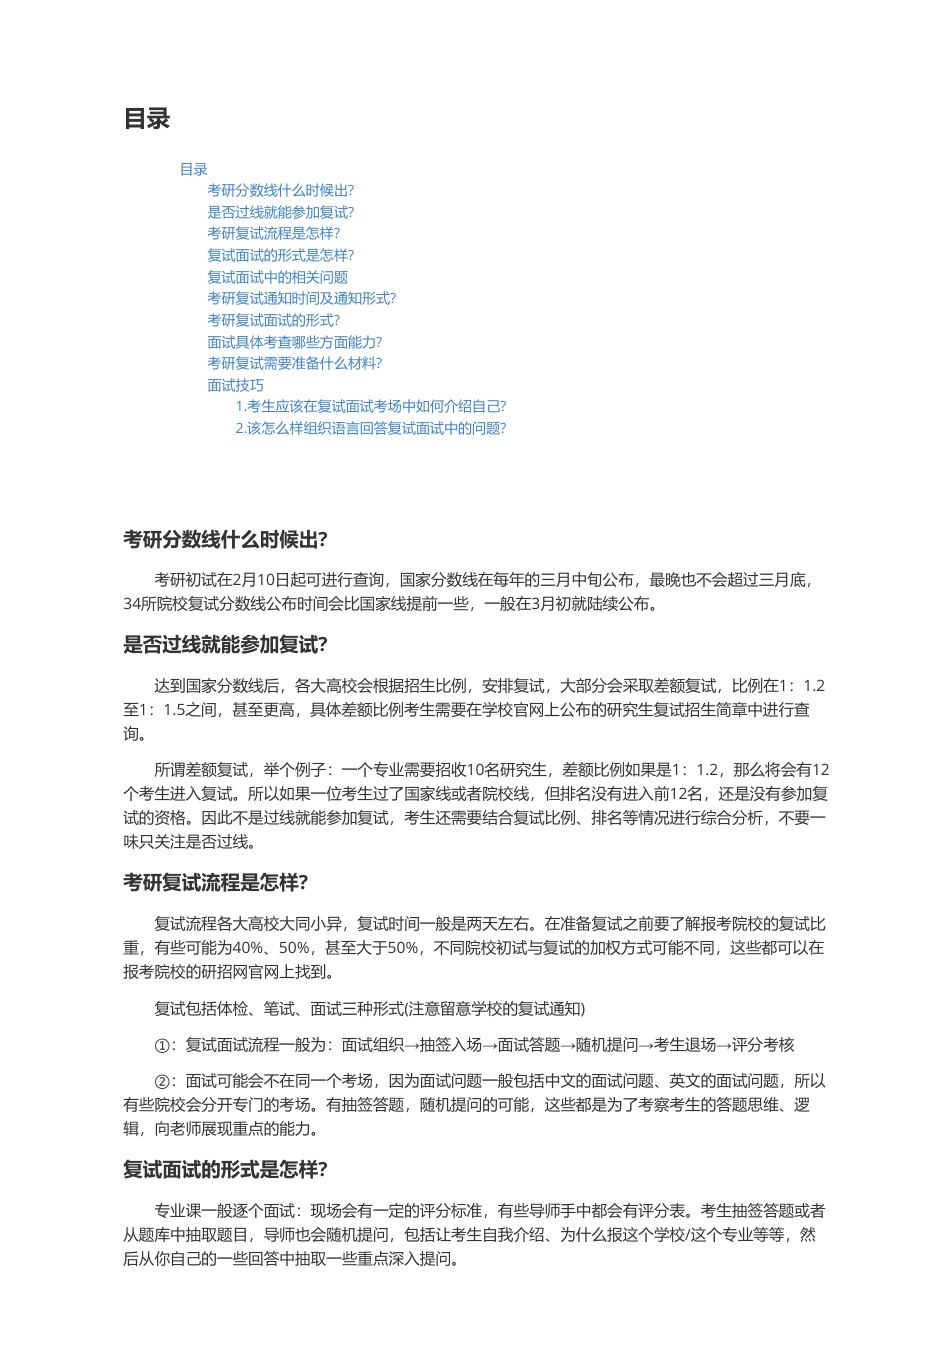 目录
目录
考研分数线什么时候出?
是否过线就能参加复试?
考研复试流程是怎样?
复试面试的形式是怎样?
复试面试中的相关问题
考研复试通知时间及通知形式?
考研复试面试的形式?
面试具体考查哪些方面能力?
考研复试需要准备什么材料?
面试技巧
1.考生应该在复试面试考场中如何介绍自己?
2.该怎么样组织语言回答复试面试中的问题?
考研分数线什么时候出?
考研初试在2月10日起可进行查询，国家分数线在每年的三月中旬公布，最晚也不会超过三月底，
34所院校复试分数线公布时间会比国家线提前一些，一般在3月初就陆续公布。
是否过线就能参加复试?
达到国家分数线后，各大高校会根据招生比例，安排复试，大部分会采取差额复试，比例在1：1.2
至1：1.5之间，甚至更高，具体差额比例考生需要在学校官网上公布的研究生复试招生简章中进行查
询。
所谓差额复试，举个例子：一个专业需要招收10名研究生，差额比例如果是1：1.2，那么将会有12
个考生进入复试。所以如果一位考生过了国家线或者院校线，但排名没有进入前12名，还是没有参加复
试的资格。因此不是过线就能参加复试，考生还需要结合复试比例、排名等情况进行综合分析，不要一
味只关注是否过线。
考研复试流程是怎样?
复试流程各大高校大同小异，复试时间一般是两天左右。在准备复试之前要了解报考院校的复试比
重，有些可能为40%、50%，甚至大于50%，不同院校初试与复试的加权方式可能不同，这些都可以在
报考院校的研招网官网上找到。
复试包括体检、笔试、面试三种形式(注意留意学校的复试通知)
①：复试面试流程一般为：面试组织→抽签入场→面试答题→随机提问→考生退场→评分考核
②：面试可能会不在同一个考场，因为面试问题一般包括中文的面试问题、英文的面试问题，所以
有些院校会分开专门的考场。有抽签答题，随机提问的可能，这些都是为了考察考生的答题思维、逻
辑，向老师展现重点的能力。
复试面试的形式是怎样?
专业课一般逐个面试：现场会有一定的评分标准，有些导师手中都会有评分表。考生抽签答题或者
从题库中抽取题目，导师也会随机提问，包括让考生自我介绍、为什么报这个学校/这个专业等等，然
后从你自己的一些回答中抽取一些重点深入提问。